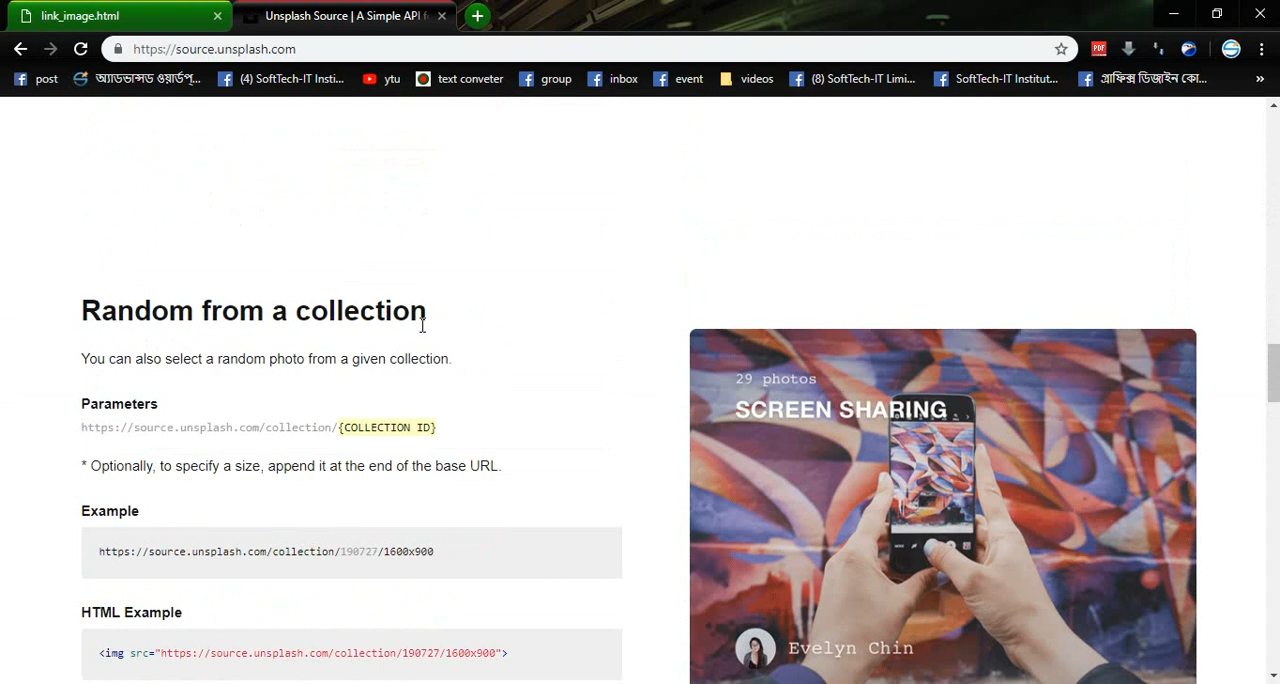 link_image.html
Unsplash Source | A Simple API f
https://source.unsplash.com
post
অ্যাডভান্সড ওয়ার্ডপ্...
(4) SoftTech-IT Insti...
ytu
text conveter
group
inbox
event
videos
(8) SoftTech-IT Limi...
SoftTech-IT Institut...
গ্রাফিক্স ডিজাইন কো...
»
PDF
Random from a collection
You can also select a random photo from a given collection.
Parameters
https://source.unsplash.com/collection/{COLLECTION ID}
* Optionally, to specify a size, append it at the end of the base URL.
Example
https://source.unsplash.com/collection/190727/1600x900
HTML Example
<img src="https://source.unsplash.com/collection/190727/1600x900">
29 photos
SCREEN SHARING
Evelyn Chin